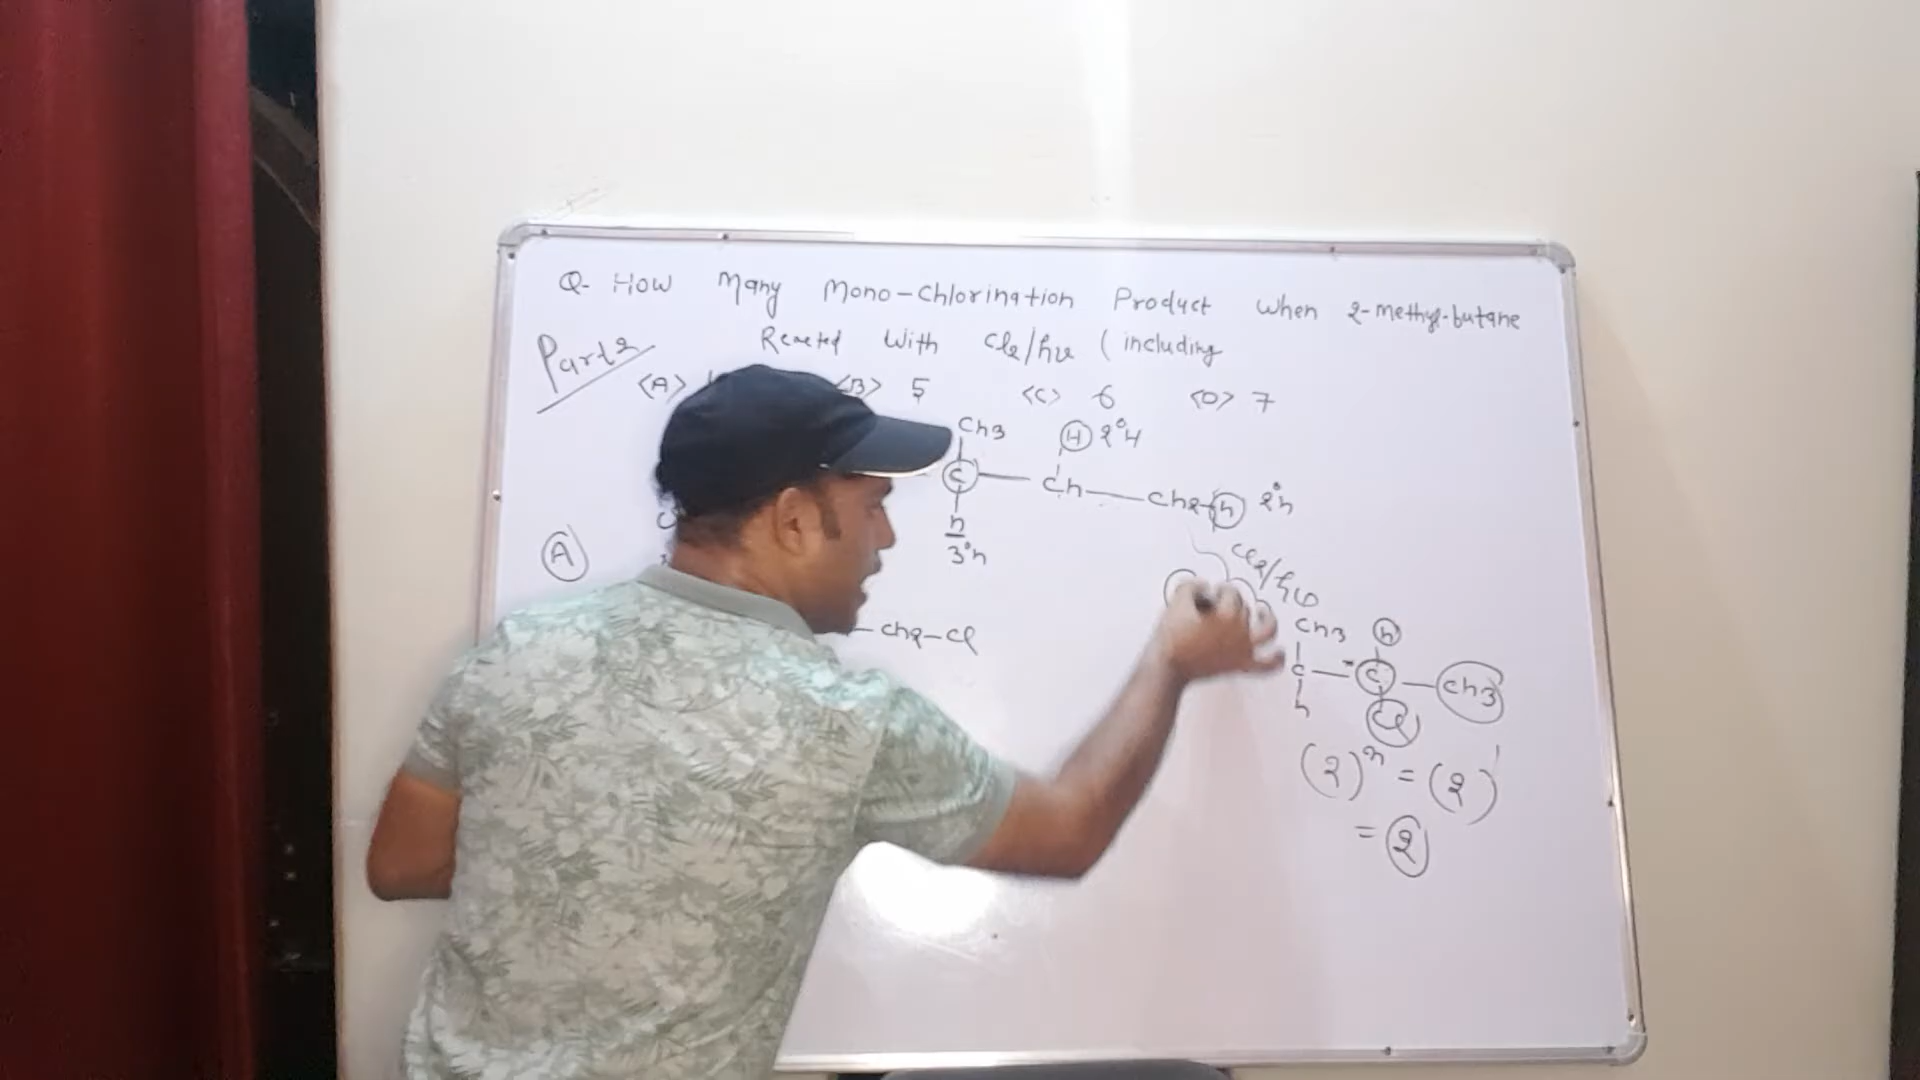 Q- How Many Mono-Chlorination Product When 2-Methyl-butane
Part 2 Reacted With Cl2/hν (including
<A> <B> 5 <C> 6 <D> 7
Ch3 H 2°H
C — Ch — Ch2-h 2°h
h
3°h
A
Cl2/hν
— Ch2-Cl
Ch3 h
C — C — Ch3
h Cl
(2)^n = (2)^1
= 2